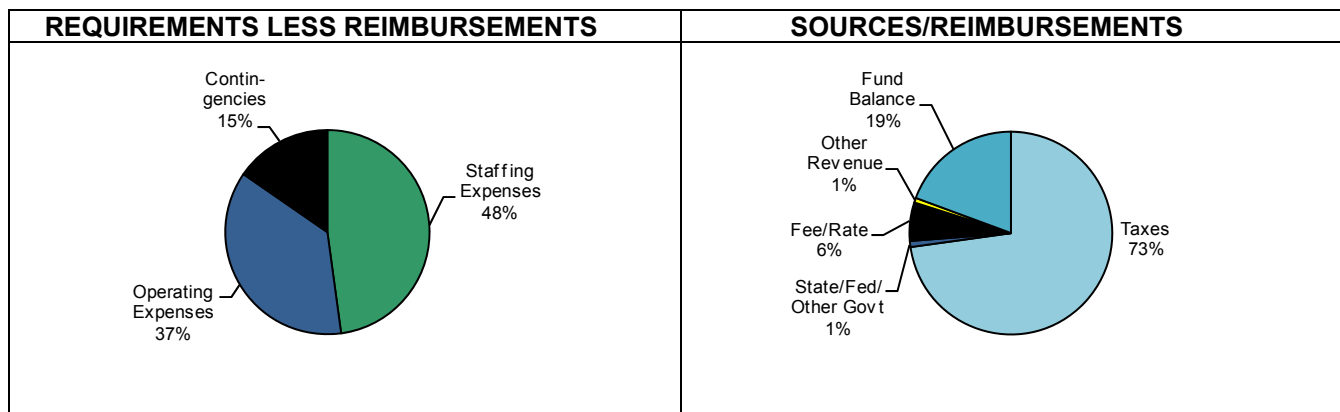 REQUIREMENTS LESS REIMBURSEMENTS
SOURCES/REIMBURSEMENTS
Contin-
gencies
15%
Staffing
Expenses
48%
Operating
Expenses
37%
Fund
Balance
19%
Other
Revenue
1%
Fee/Rate
6%
State/Fed/
Other Govt
1%
Taxes
73%